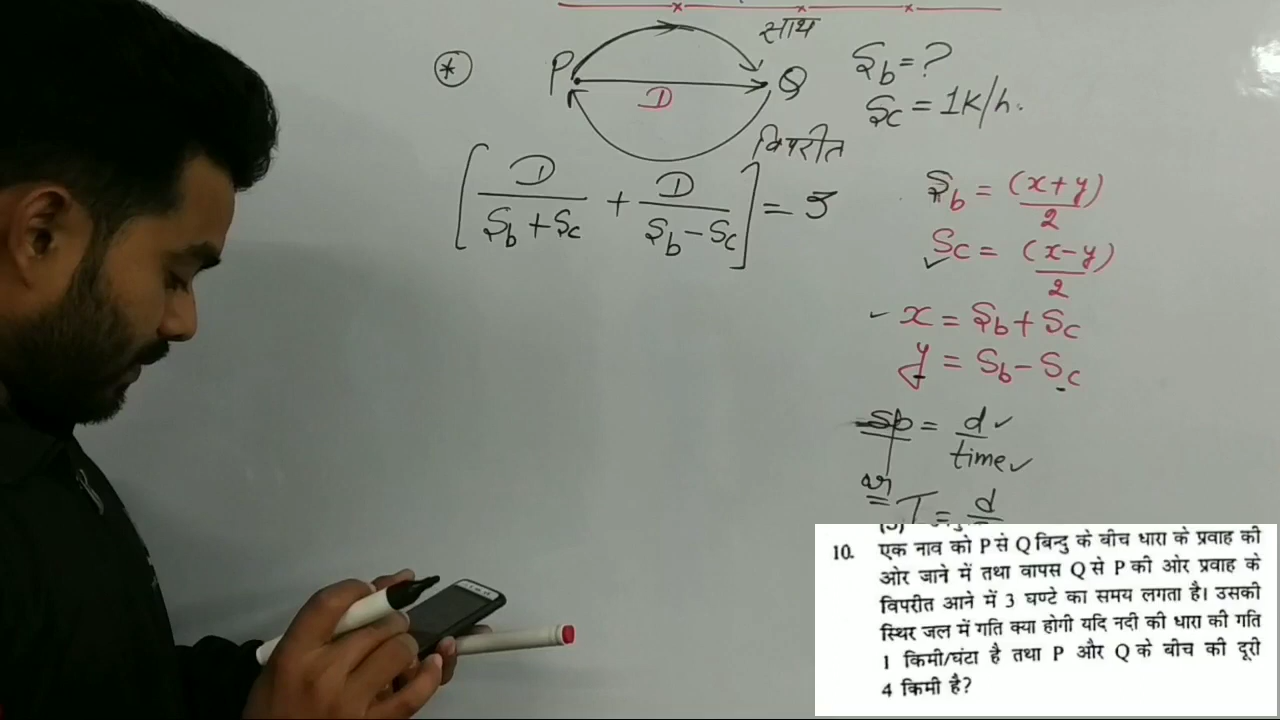 साथ
* P Q
D
विपरीत
Sb = ?
Sc = 1K/h.
[D/(Sb+Sc) + D/(Sb-Sc)] = 3
Sb = (x+y)/2
Sc = (x-y)/2
x = Sb + Sc
y = Sb - Sc
= d/time
T = d
10. एक नाव को P से Q बिन्दु के बीच धारा के प्रवाह की
ओर जाने में तथा वापस Q से P की ओर प्रवाह के
विपरीत आने में 3 घण्टे का समय लगता है। उसकी
स्थिर जल में गति क्या होगी यदि नदी की धारा की गति
1 किमी/घंटा है तथा P और Q के बीच की दूरी
4 किमी है?